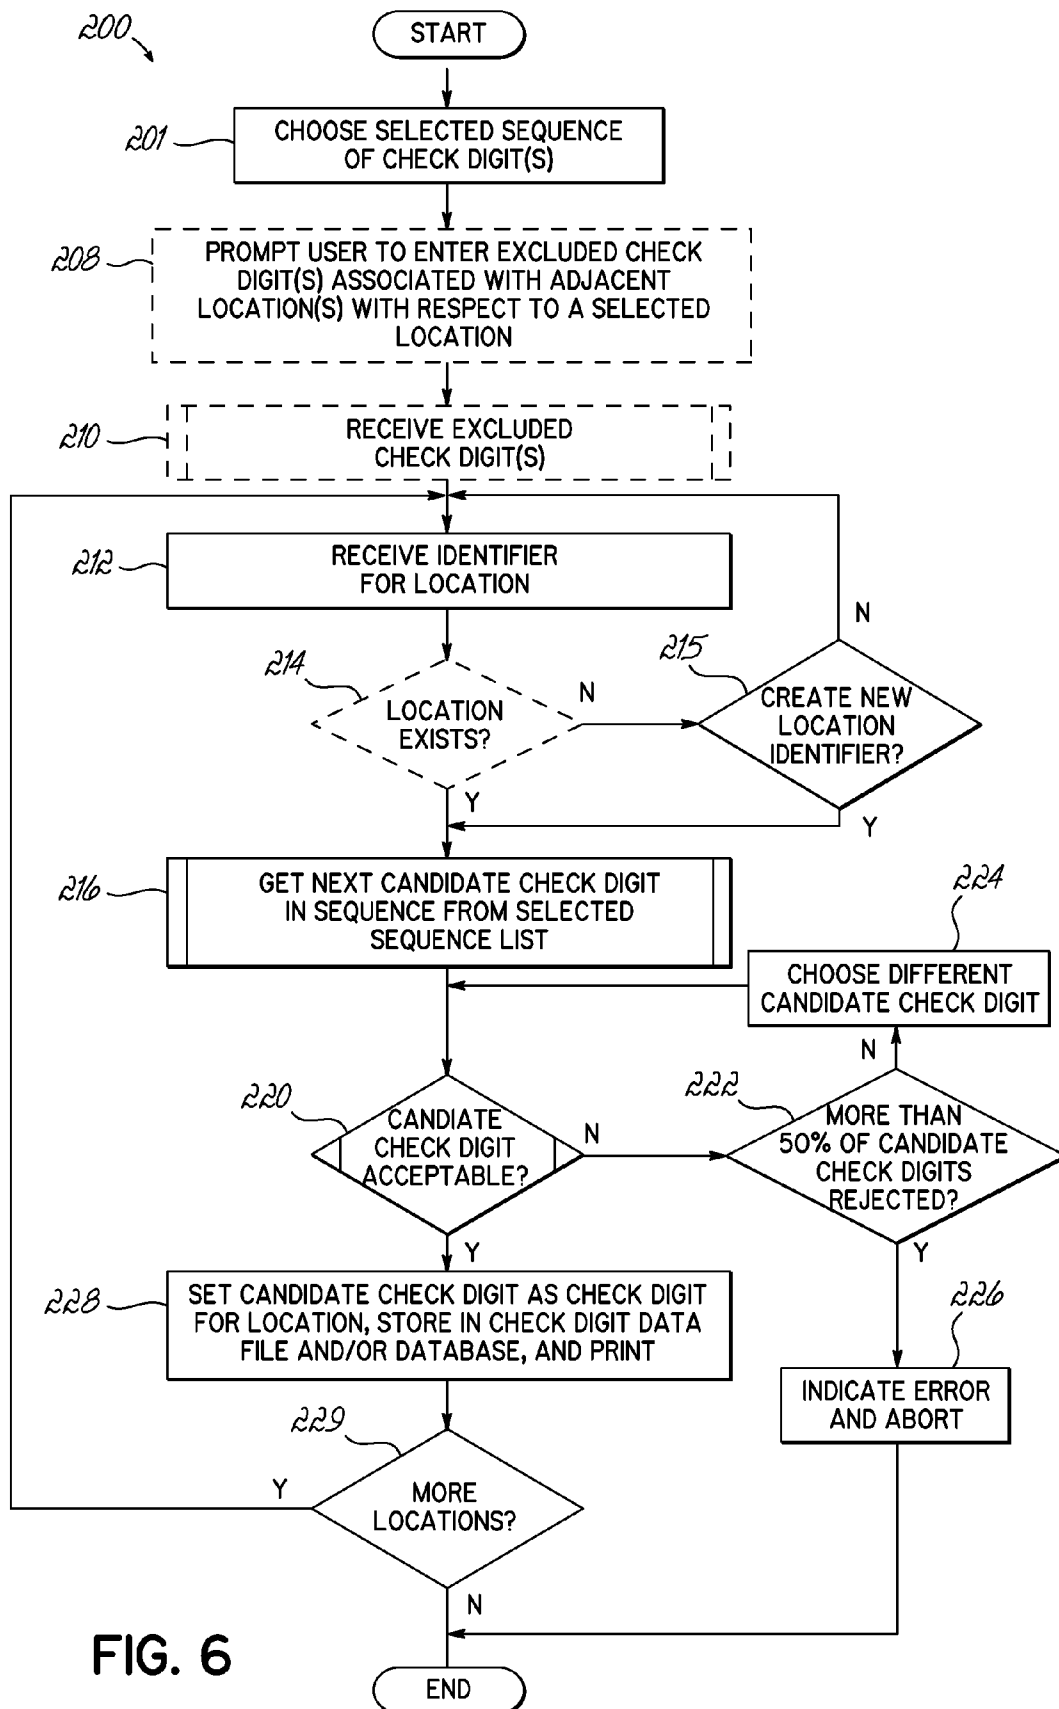 200
START
201
CHOOSE SELECTED SEQUENCE
OF CHECK DIGIT(S)
208
PROMPT USER TO ENTER EXCLUDED CHECK
DIGIT(S) ASSOCIATED WITH ADJACENT
LOCATION(S) WITH RESPECT TO A SELECTED
LOCATION
210
RECEIVE EXCLUDED
CHECK DIGIT(S)
212
RECEIVE IDENTIFIER
FOR LOCATION
214
LOCATION
EXISTS?
N
Y
215
CREATE NEW
LOCATION
IDENTIFIER?
N
Y
216
GET NEXT CANDIDATE CHECK DIGIT
IN SEQUENCE FROM SELECTED
SEQUENCE LIST
224
CHOOSE DIFFERENT
CANDIDATE CHECK DIGIT
220
CANDIATE
CHECK DIGIT
ACCEPTABLE?
N
Y
222
MORE THAN
50% OF CANDIDATE
CHECK DIGITS
REJECTED?
N
Y
228
SET CANDIDATE CHECK DIGIT AS CHECK DIGIT
FOR LOCATION, STORE IN CHECK DIGIT DATA
FILE AND/OR DATABASE, AND PRINT
226
INDICATE ERROR
AND ABORT
229
MORE
LOCATIONS?
Y
N
END
FIG. 6